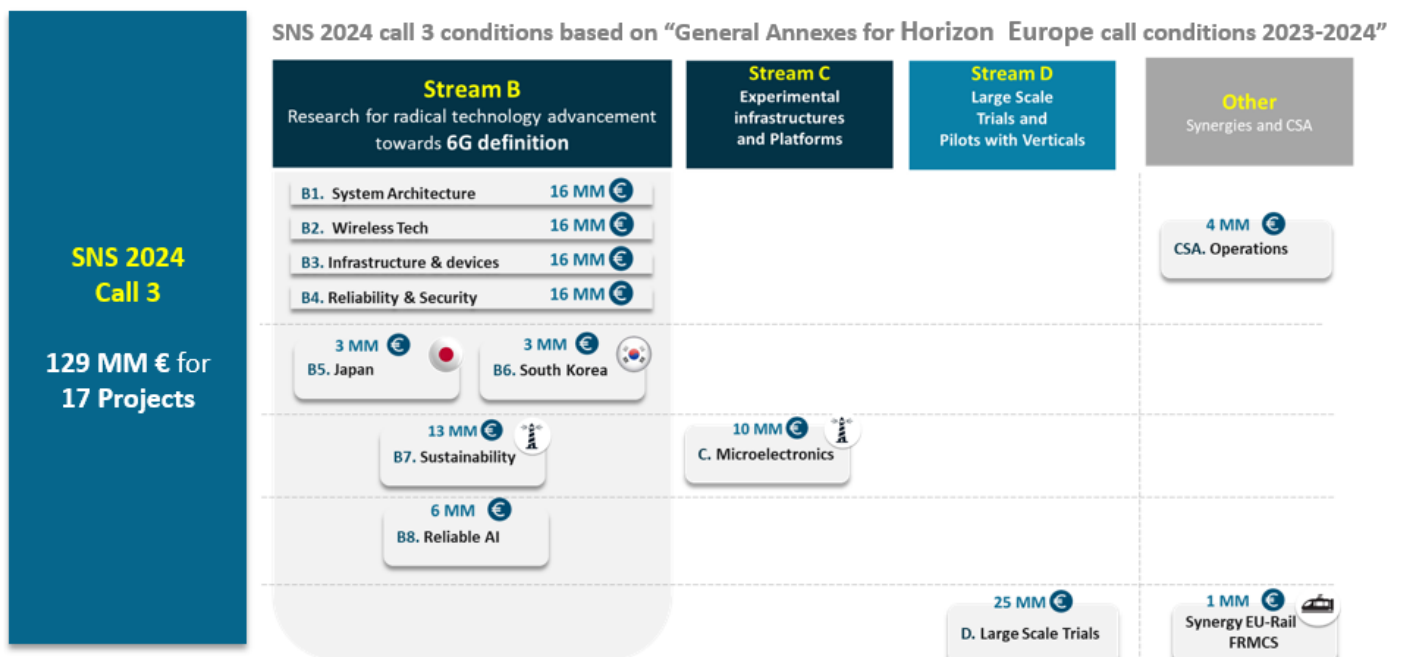 SNS 2024 call 3 conditions based on “General Annexes for Horizon Europe call conditions 2023-2024”
SNS 2024
Call 3
129 MM € for
17 Projects
Stream B
Research for radical technology advancement
towards 6G definition
Stream C
Experimental
infrastructures
and Platforms
Stream D
Large Scale
Trials and
Pilots with Verticals
Other
Synergies and CSA
B1. System Architecture 16 MM €
B2. Wireless Tech 16 MM €
B3. Infrastructure & devices 16 MM €
B4. Reliability & Security 16 MM €
4 MM €
CSA. Operations
3 MM €
B5. Japan
3 MM €
B6. South Korea
13 MM €
B7. Sustainability
10 MM €
C. Microelectronics
6 MM €
B8. Reliable AI
25 MM €
D. Large Scale Trials
1 MM €
Synergy EU-Rail
FRMCS